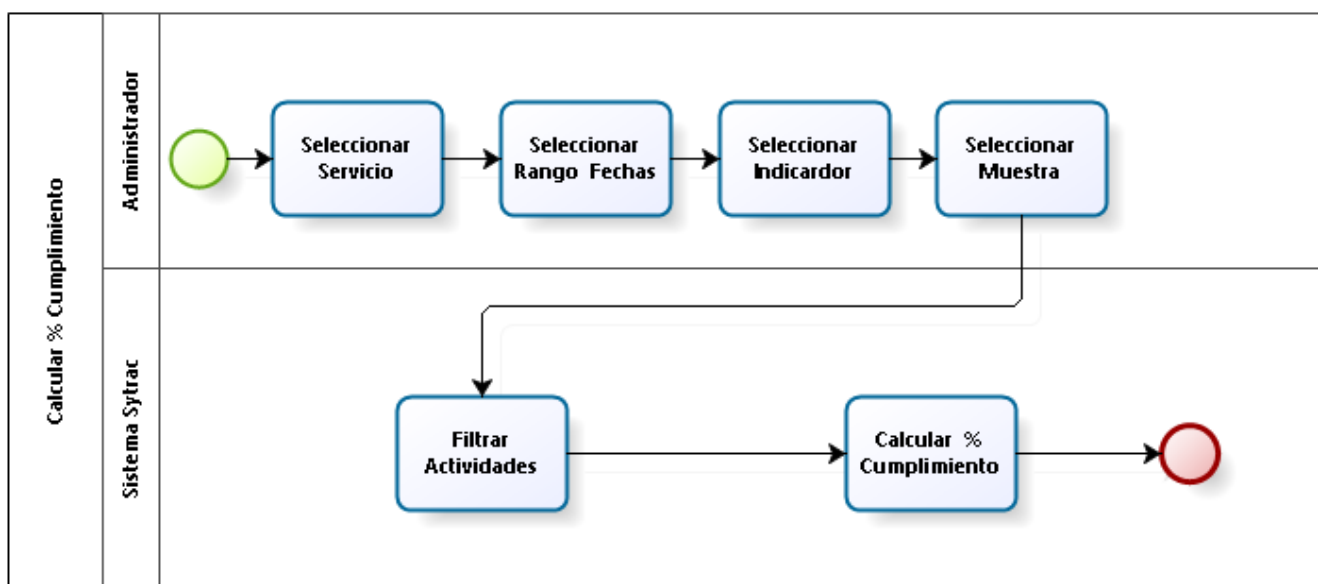 Calcular % Cumplimiento
Administrador
Seleccionar
Servicio
Seleccionar
Rango Fechas
Seleccionar
Indicardor
Seleccionar
Muestra
Sistema Sytrac
Filtrar
Actividades
Calcular %
Cumplimiento